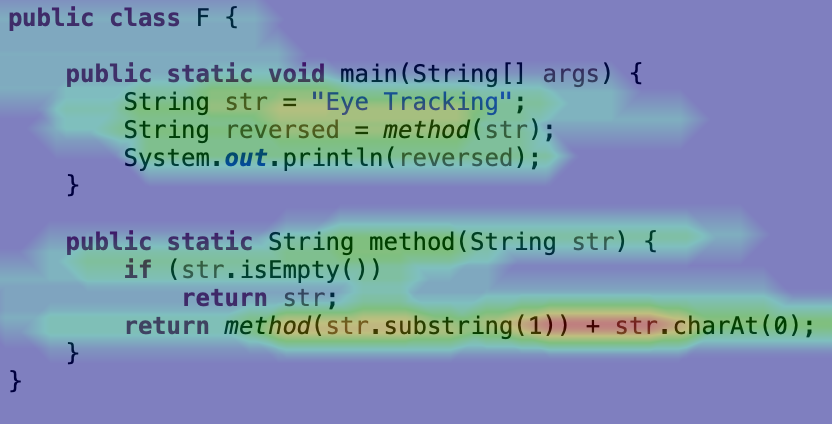 public class F {
public static void main(String[] args) {
String str = "Eye Tracking";
String reversed = method(str);
System.out.println(reversed);
}
public static String method(String str) {
if (str.isEmpty())
return str;
return method(str.substring(1)) + str.charAt(0);
}
}